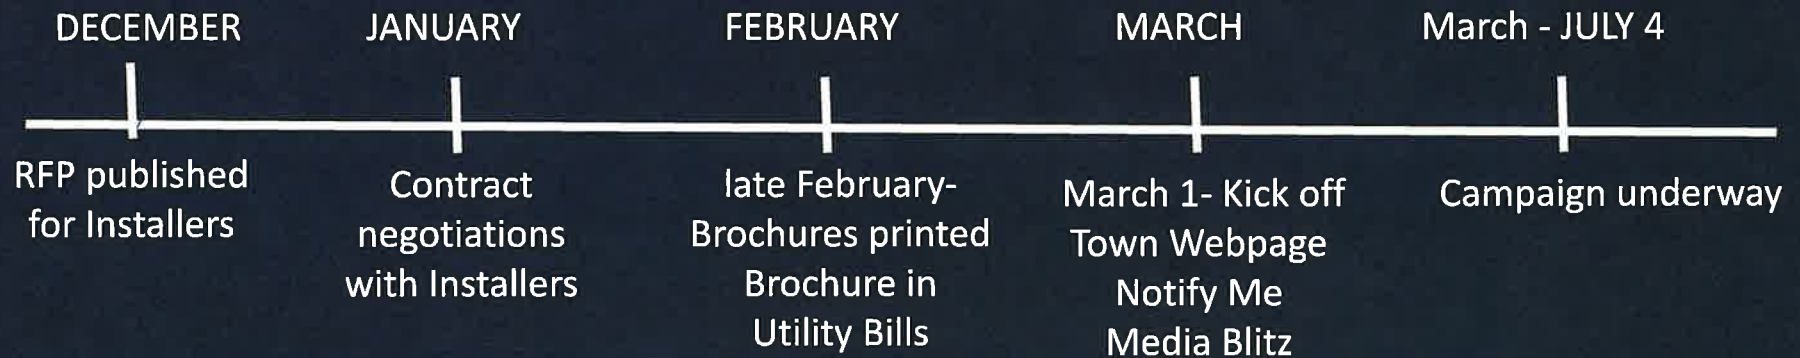 DECEMBER
RFP published
for Installers
JANUARY
Contract
negotiations
with Installers
FEBRUARY
late February-
Brochures printed
Brochure in
Utility Bills
MARCH
March 1- Kick off
Town Webpage
Notify Me
Media Blitz
March - JULY 4
Campaign underway